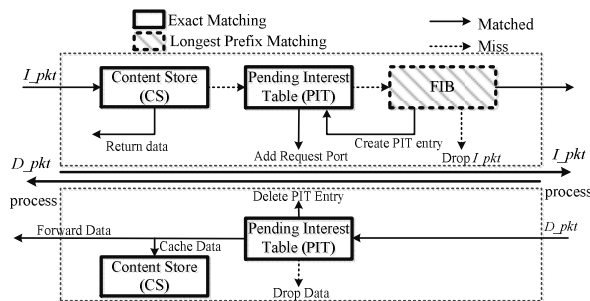 Exact Matching
Longest Prefix Matching
Matched
Miss
I_pkt
Content Store
(CS)
Pending Interest
Table (PIT)
FIB
Return data
Create PIT entry
Add Request Port
Drop I_pkt
D_pkt
I_pkt
process
process
Delete PIT Entry
Forward Data
Cache Data
Pending Interest
Table (PIT)
D_pkt
Content Store
(CS)
Drop Data